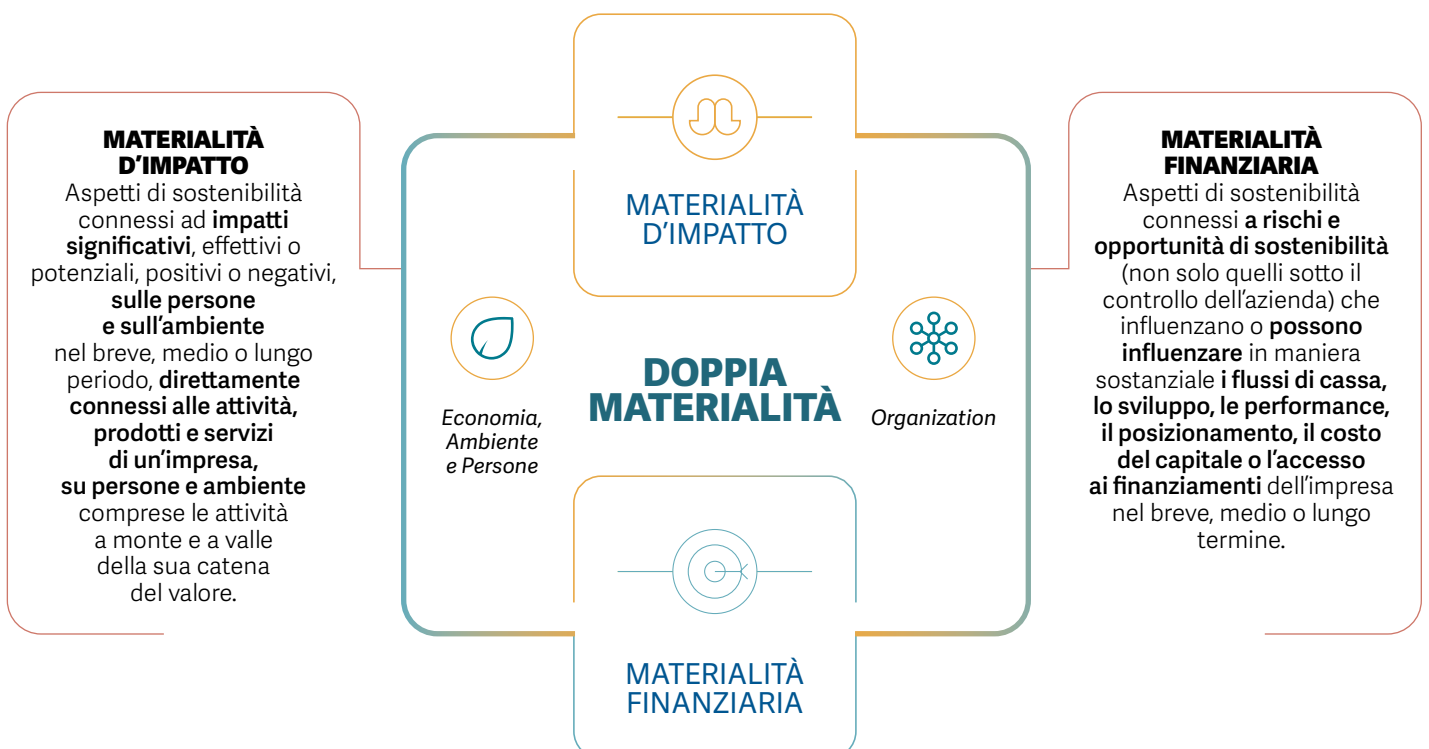 MATERIALITÀ
D’IMPATTO
Aspetti di sostenibilità
connessi ad impatti
significativi, effettivi o
potenziali, positivi o negativi,
sulle persone
e sull’ambiente
nel breve, medio o lungo
periodo, direttamente
connessi alle attività,
prodotti e servizi
di un’impresa,
su persone e ambiente
comprese le attività
a monte e a valle
della sua catena
del valore.
MATERIALITÀ
D’IMPATTO
Economia,
Ambiente
e Persone
DOPPIA
MATERIALITÀ
Organization
MATERIALITÀ
FINANZIARIA
MATERIALITÀ
FINANZIARIA
Aspetti di sostenibilità
connessi a rischi e
opportunità di sostenibilità
(non solo quelli sotto il
controllo dell’azienda) che
influenzano o possono
influenzare in maniera
sostanziale i flussi di cassa,
lo sviluppo, le performance,
il posizionamento, il costo
del capitale o l’accesso
ai finanziamenti dell’impresa
nel breve, medio o lungo
termine.